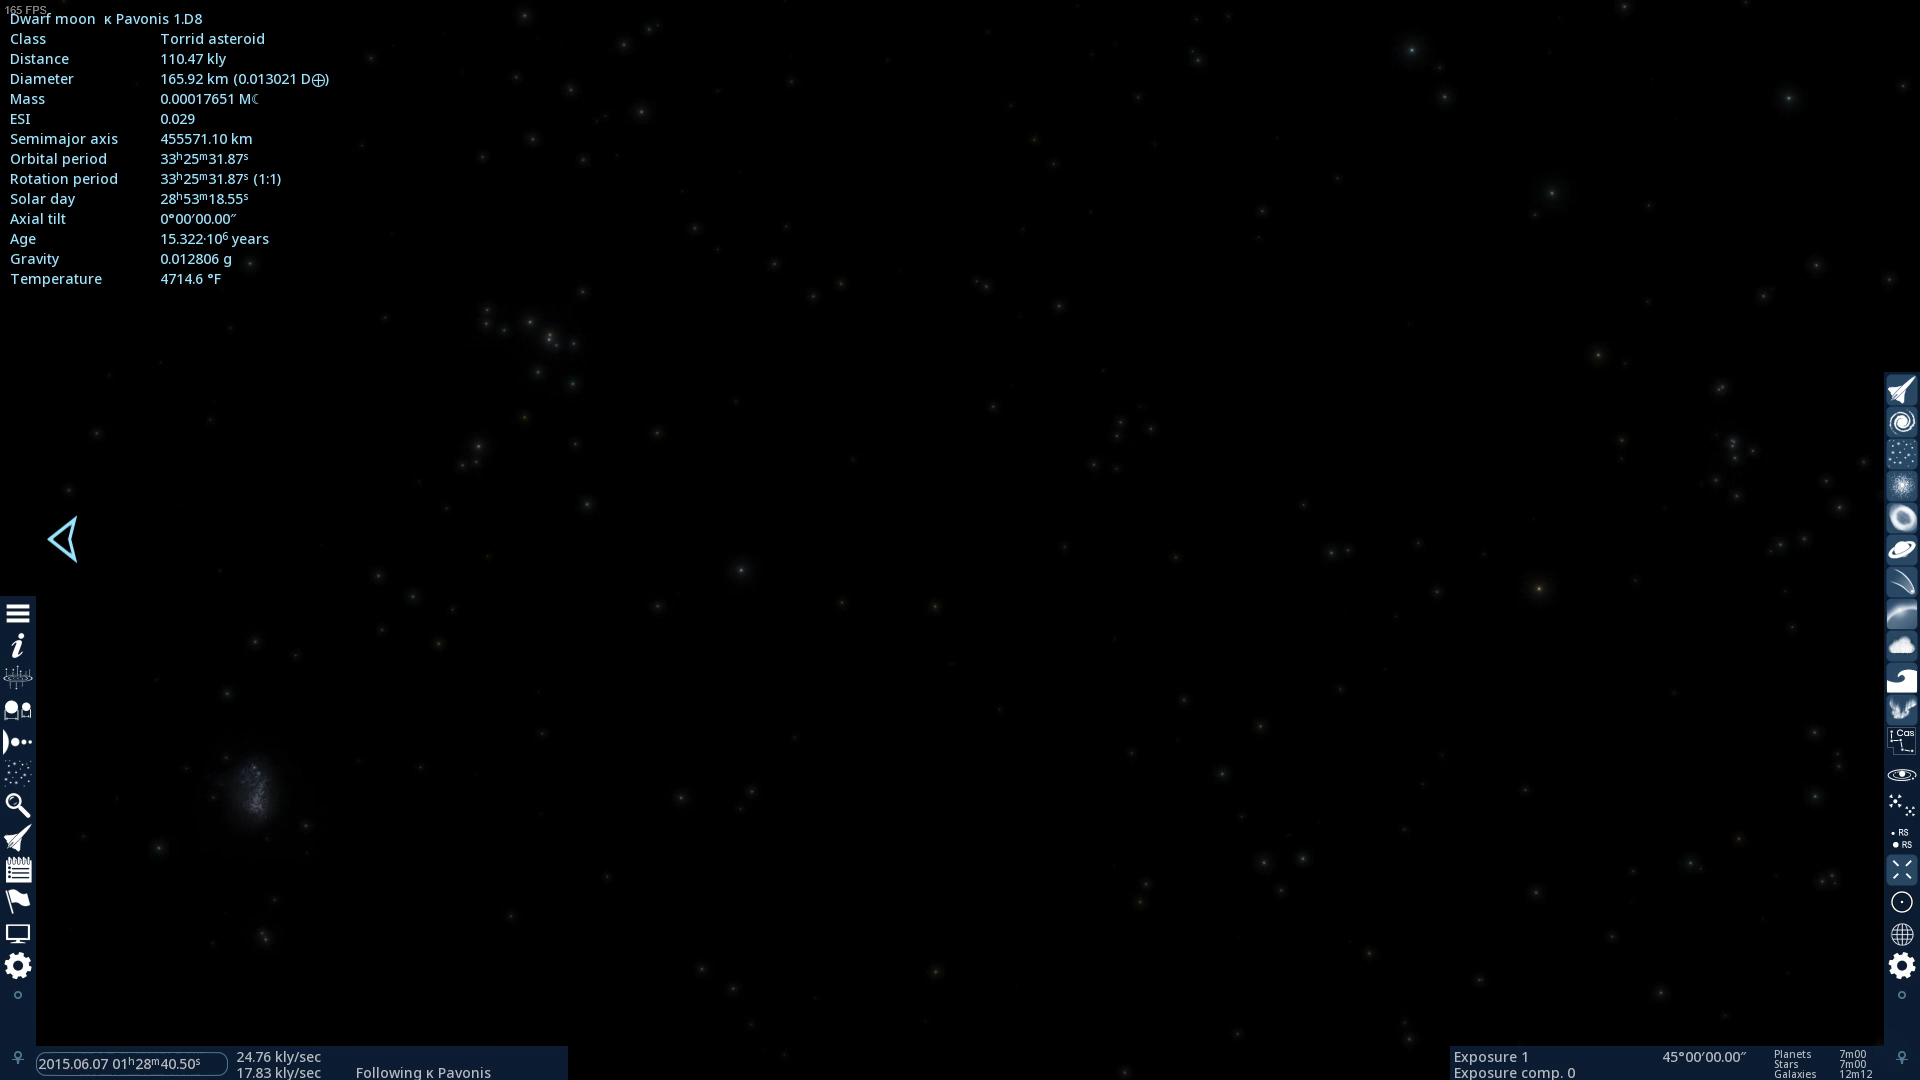 165 FPS
Dwarf moon κ Pavonis 1.D8
Class Torrid asteroid
Distance 110.47 kly
Diameter 165.92 km (0.013021 D⊕)
Mass 0.00017651 M☾
ESI 0.029
Semimajor axis 455571.10 km
Orbital period 33ʰ25ᵐ31.87ˢ
Rotation period 33ʰ25ᵐ31.87ˢ (1:1)
Solar day 28ʰ53ᵐ18.55ˢ
Axial tilt 0°00′00.00″
Age 15.322·10⁶ years
Gravity 0.012806 g
Temperature 4714.6 °F
Cas
RS
RS
2015.06.07 01ʰ28ᵐ40.50ˢ
24.76 kly/sec
17.83 kly/sec Following κ Pavonis
Exposure 1 45°00′00.00″
Exposure comp. 0
Planets 7m00
Stars 7m00
Galaxies 12m12